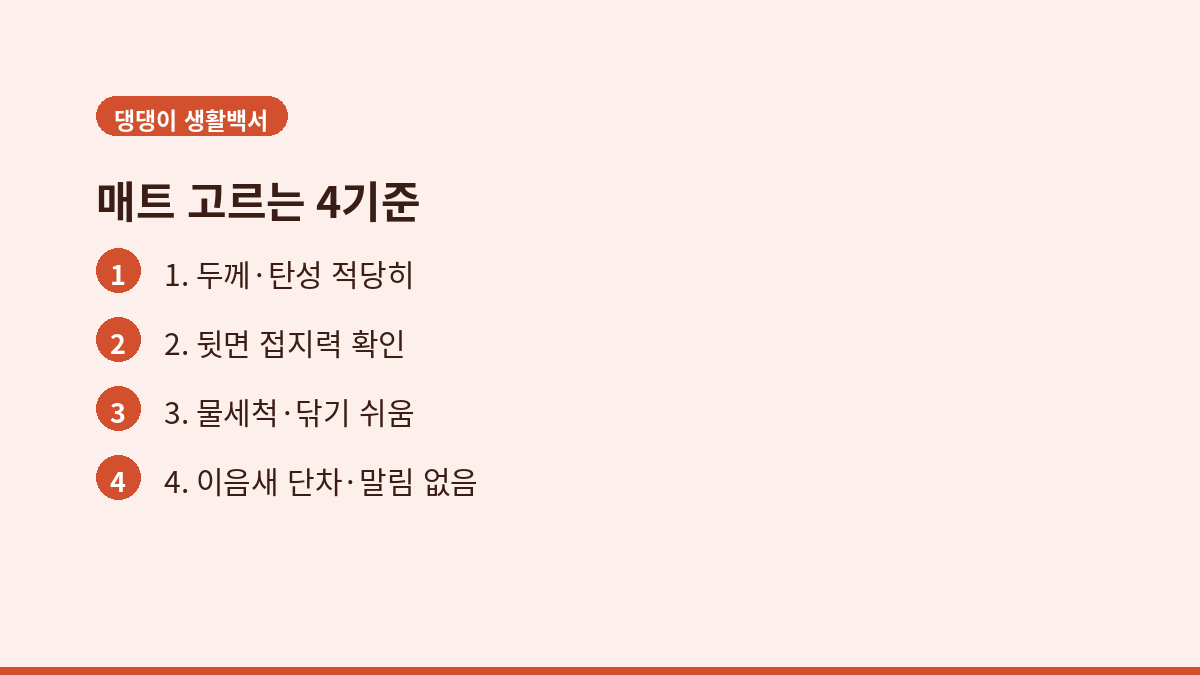 댕댕이 생활백서
매트 고르는 4기준
1 1. 두께·탄성 적당히
2 2. 뒷면 접지력 확인
3 3. 물세척·닦기 쉬움
4 4. 이음새 단차·말림 없음